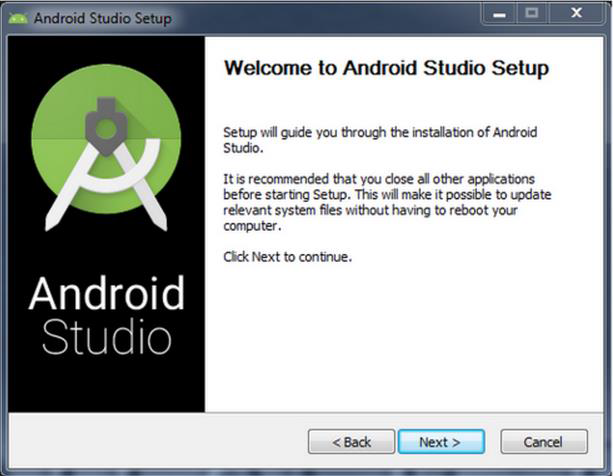 Android Studio Setup
Welcome to Android Studio Setup
Setup will guide you through the installation of Android
Studio.
It is recommended that you close all other applications
before starting Setup. This will make it possible to update
relevant system files without having to reboot your
computer.
Click Next to continue.
Android
Studio
< Back
Next >
Cancel